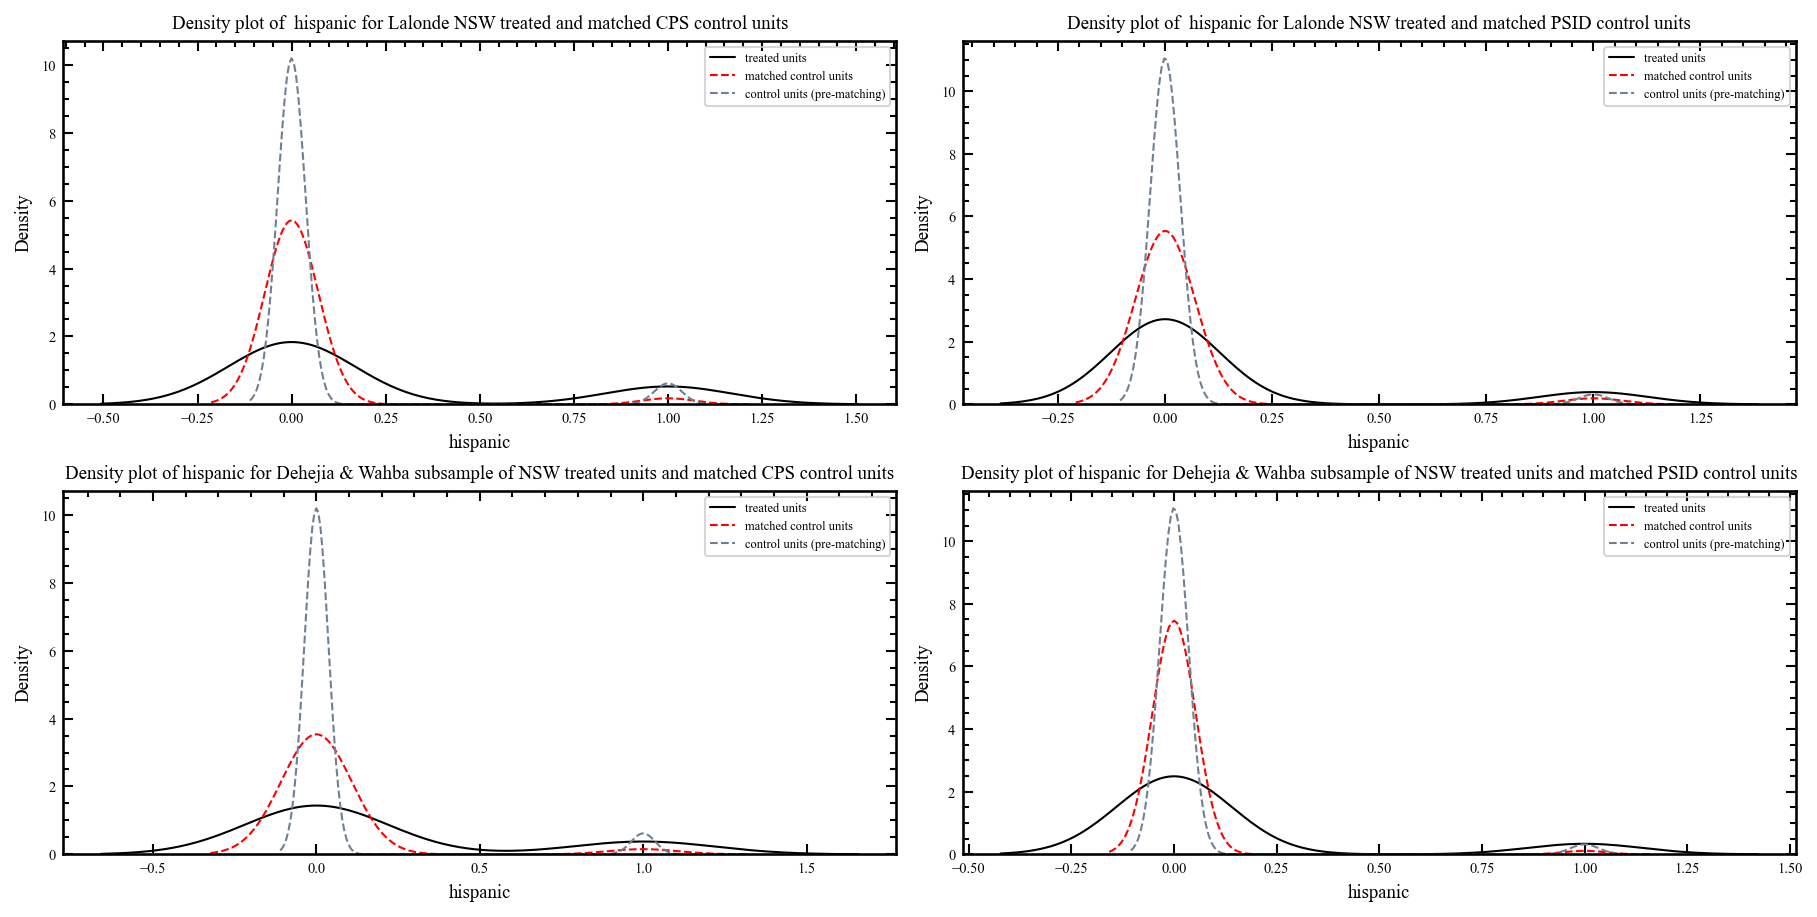 Density plot of  hispanic for Lalonde NSW treated and matched CPS control units
treated units
matched control units
control units (pre-matching)
Density
10
8
6
4
2
0
−0.50 −0.25 0.00 0.25 0.50 0.75 1.00 1.25 1.50
hispanic
Density plot of  hispanic for Lalonde NSW treated and matched PSID control units
treated units
matched control units
control units (pre-matching)
Density
10
8
6
4
2
0
−0.25 0.00 0.25 0.50 0.75 1.00 1.25
hispanic
Density plot of hispanic for Dehejia & Wahba subsample of NSW treated units and matched CPS control units
treated units
matched control units
control units (pre-matching)
Density
10
8
6
4
2
0
−0.5 0.0 0.5 1.0 1.5
hispanic
Density plot of hispanic for Dehejia & Wahba subsample of NSW treated units and matched PSID control units
treated units
matched control units
control units (pre-matching)
Density
10
8
6
4
2
0
−0.50 −0.25 0.00 0.25 0.50 0.75 1.00 1.25 1.50
hispanic